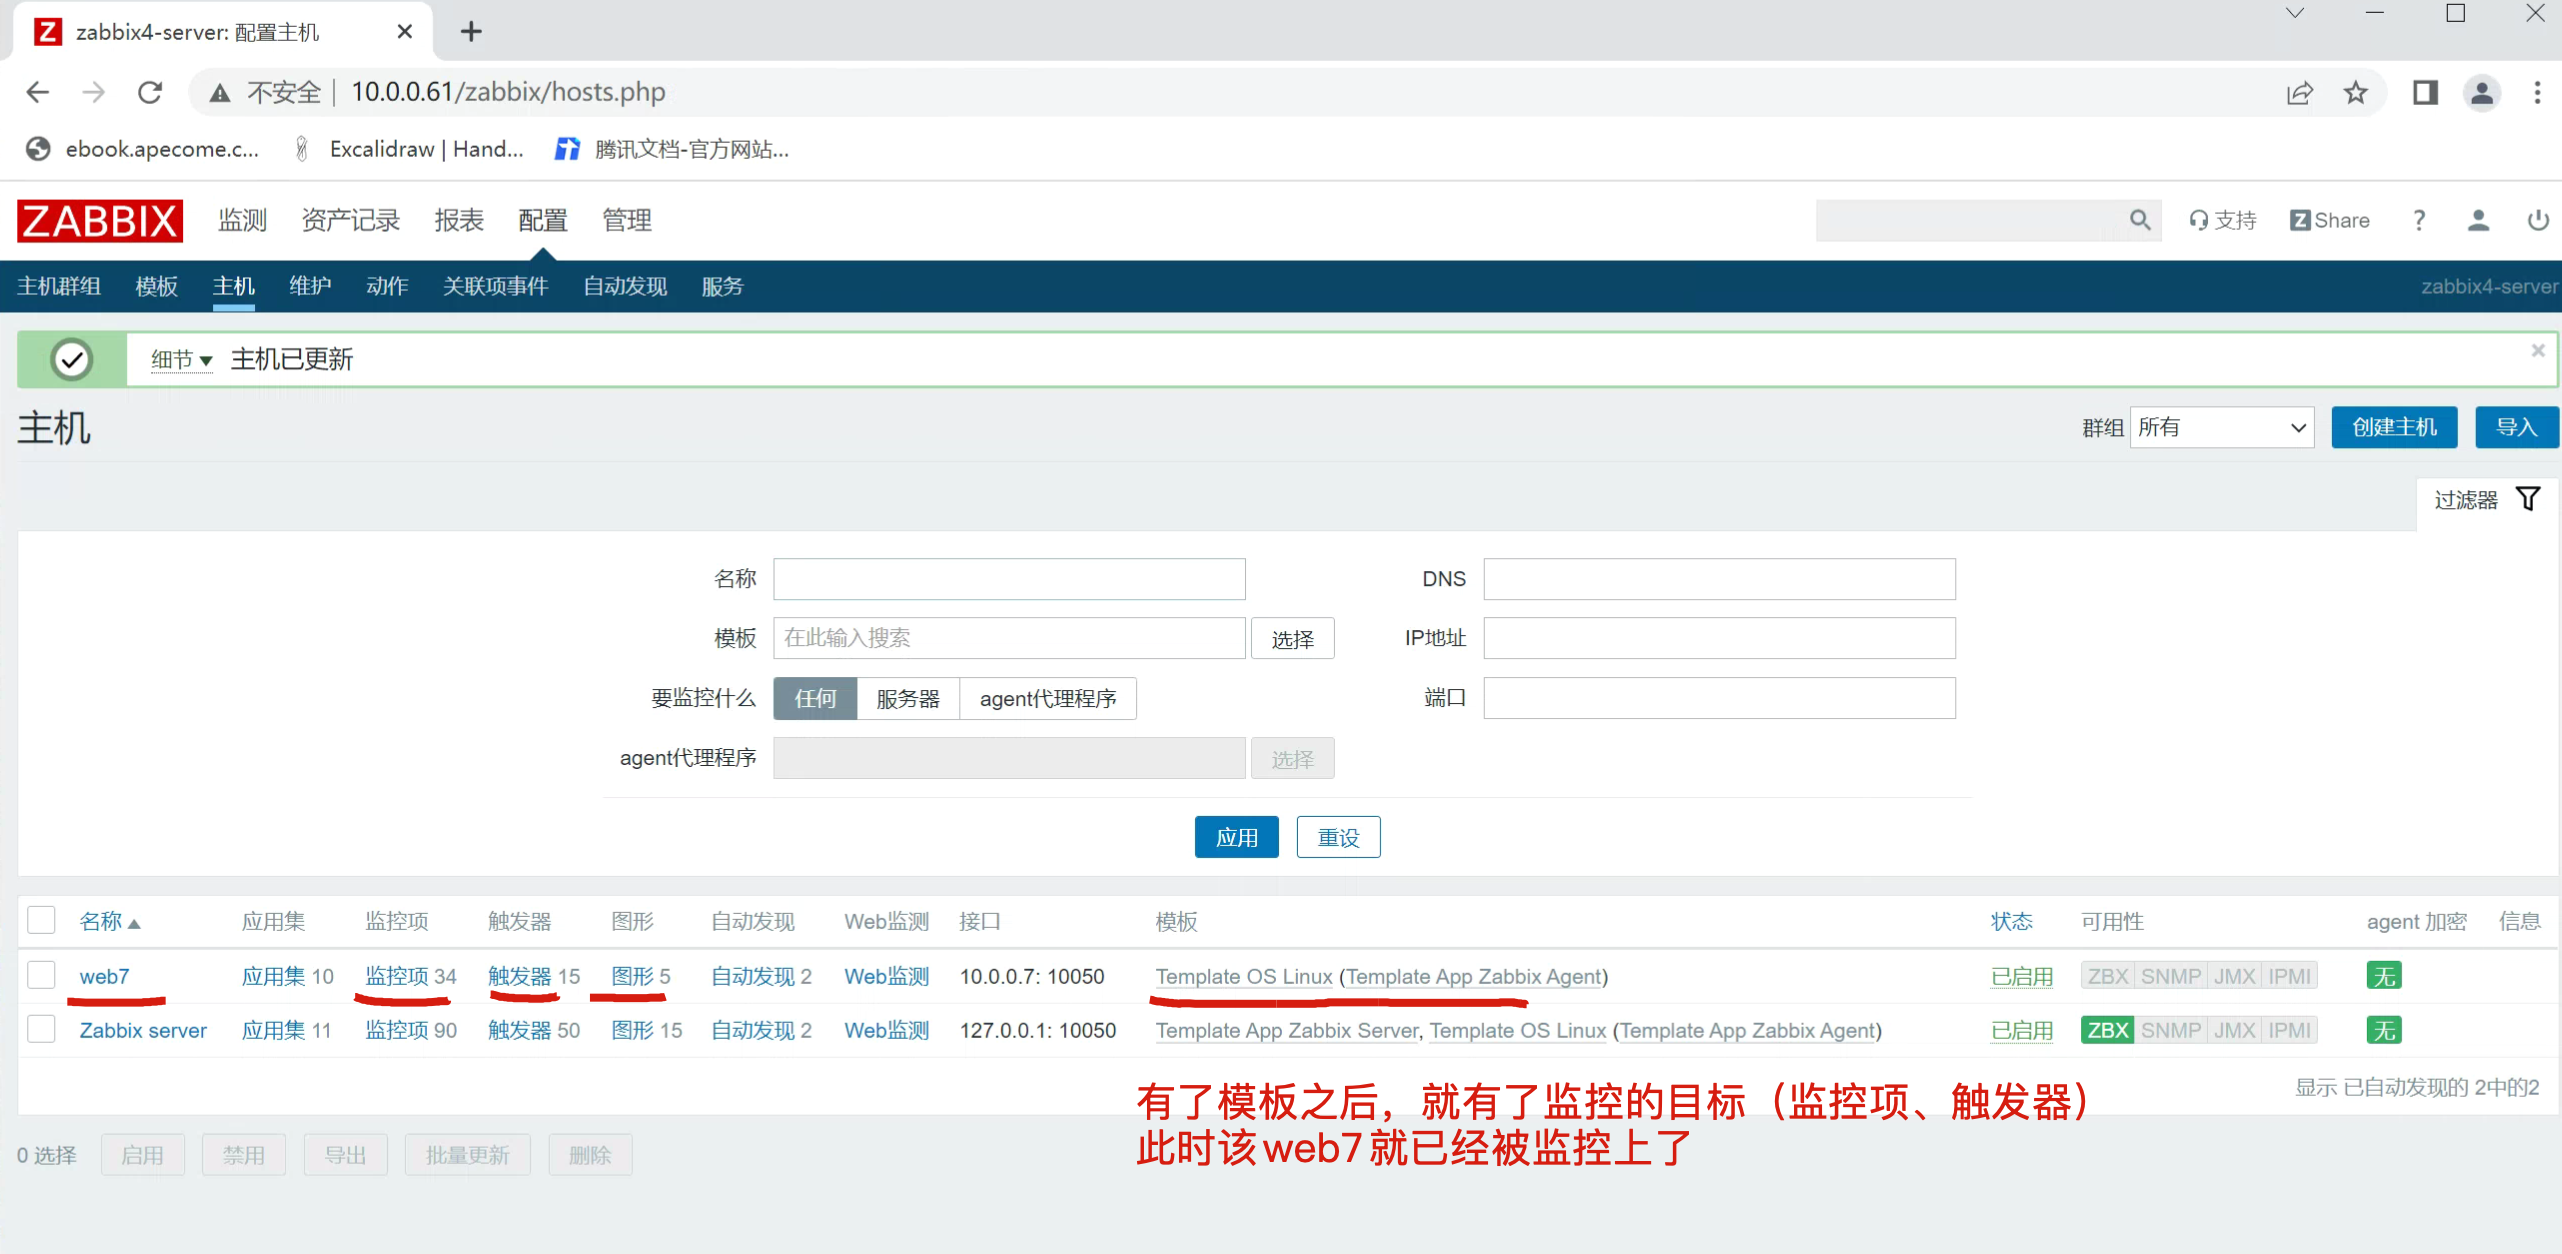 zabbix4-server: 配置主机
不安全 | 10.0.0.61/zabbix/hosts.php
ebook.apecome.c... Excalidraw | Hand... 腾讯文档-官方网站...
ZABBIX 监测 资产记录 报表 配置 管理 支持 Z Share ?
主机群组 模板 主机 维护 动作 关联项事件 自动发现 服务 zabbix4-server
细节 主机已更新
主机 群组 所有 创建主机 导入
过滤器
名称 DNS
模板 在此输入搜索 选择 IP地址
要监控什么 任何 服务器 agent代理程序 端口
agent代理程序 选择
应用 重设
名称 应用集 监控项 触发器 图形 自动发现 Web监测 接口 模板 状态 可用性 agent 加密 信息
web7 应用集 10 监控项 34 触发器 15 图形 5 自动发现 2 Web监测 10.0.0.7: 10050 Template OS Linux (Template App Zabbix Agent) 已启用 ZBX SNMP JMX IPMI 无
Zabbix server 应用集 11 监控项 90 触发器 50 图形 15 自动发现 2 Web监测 127.0.0.1: 10050 Template App Zabbix Server, Template OS Linux (Template App Zabbix Agent) 已启用 ZBX SNMP JMX IPMI 无
显示 已自动发现的 2中的2
有了模板之后，就有了监控的目标（监控项、触发器）
此时该web7就已经被监控上了
0 选择 启用 禁用 导出 批量更新 删除